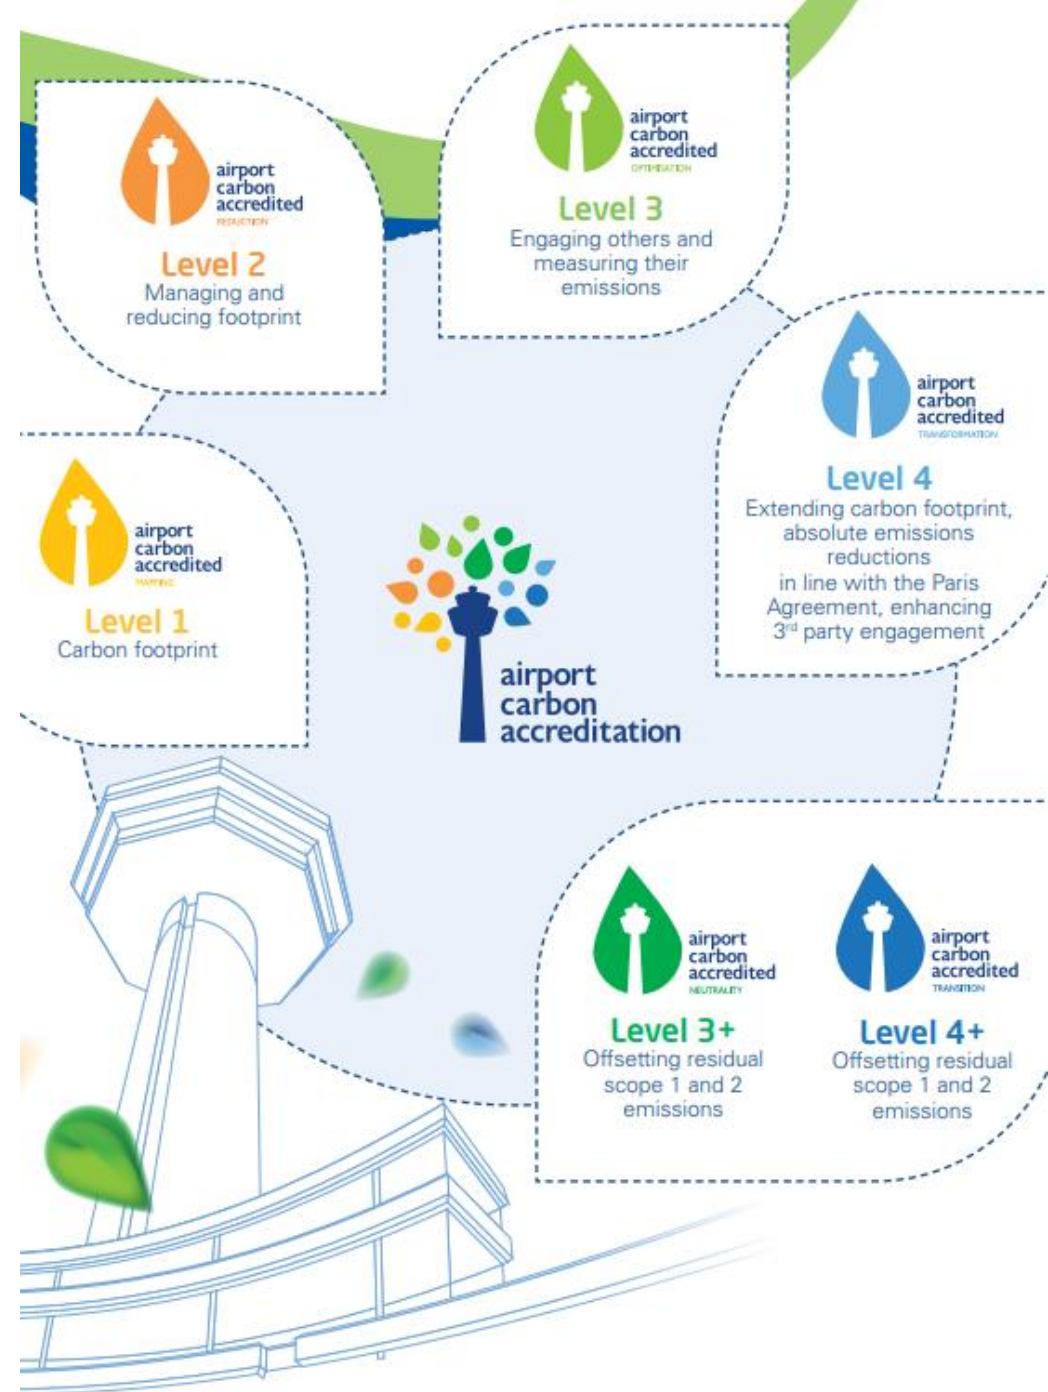 airport
carbon
accredited
REDUCTION
Level 2
Managing and
reducing footprint
airport
carbon
accredited
OPTIMISATION
Level 3
Engaging others and
measuring their
emissions
airport
carbon
accredited
TRANSFORMATION
Level 4
Extending carbon footprint,
absolute emissions
reductions
in line with the Paris
Agreement, enhancing
3rd party engagement
airport
carbon
accredited
MAPPING
Level 1
Carbon footprint
airport
carbon
accreditation
airport
carbon
accredited
NEUTRALITY
Level 3+
Offsetting residual
scope 1 and 2
emissions
airport
carbon
accredited
TRANSITION
Level 4+
Offsetting residual
scope 1 and 2
emissions